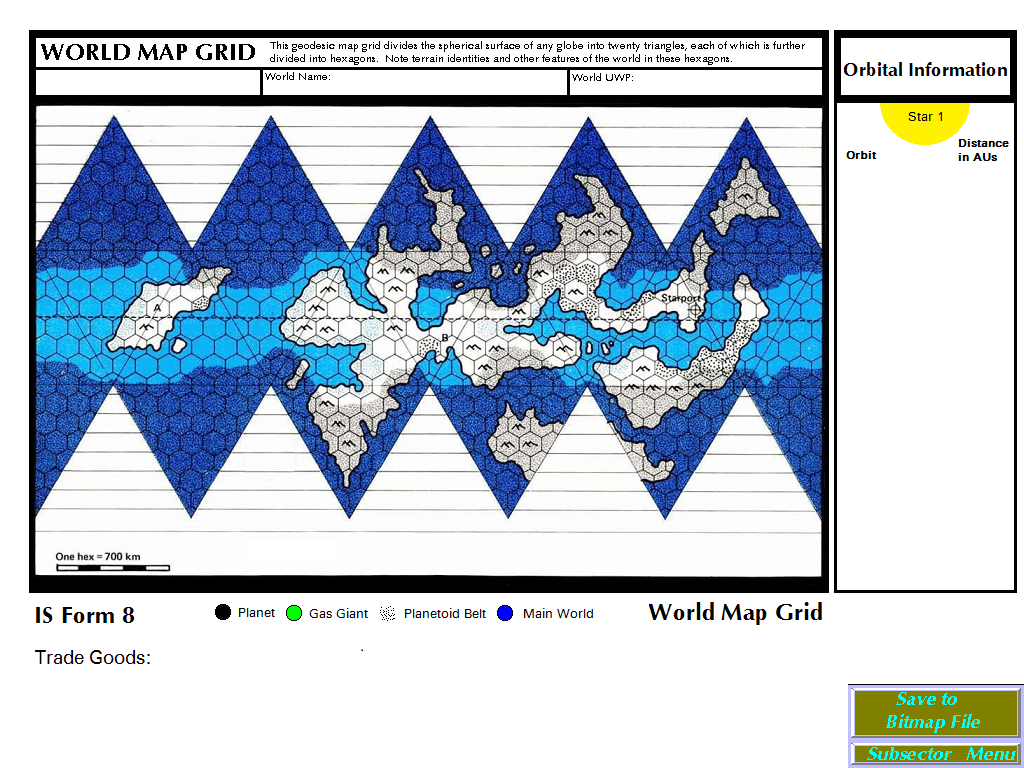 WORLD MAP GRID
This geodesic map grid divides the spherical surface of any globe into twenty triangles, each of which is further
divided into hexagons. Note terrain identities and other features of the world in these hexagons.
World Name:
World UWP:
Orbital Information
Star 1
Orbit
Distance
in AUs
A
Starport
B
One hex = 700 km
IS Form 8
Planet
Gas Giant
Planetoid Belt
Main World
World Map Grid
Trade Goods:
Save to
Bitmap File
Subsector Menu